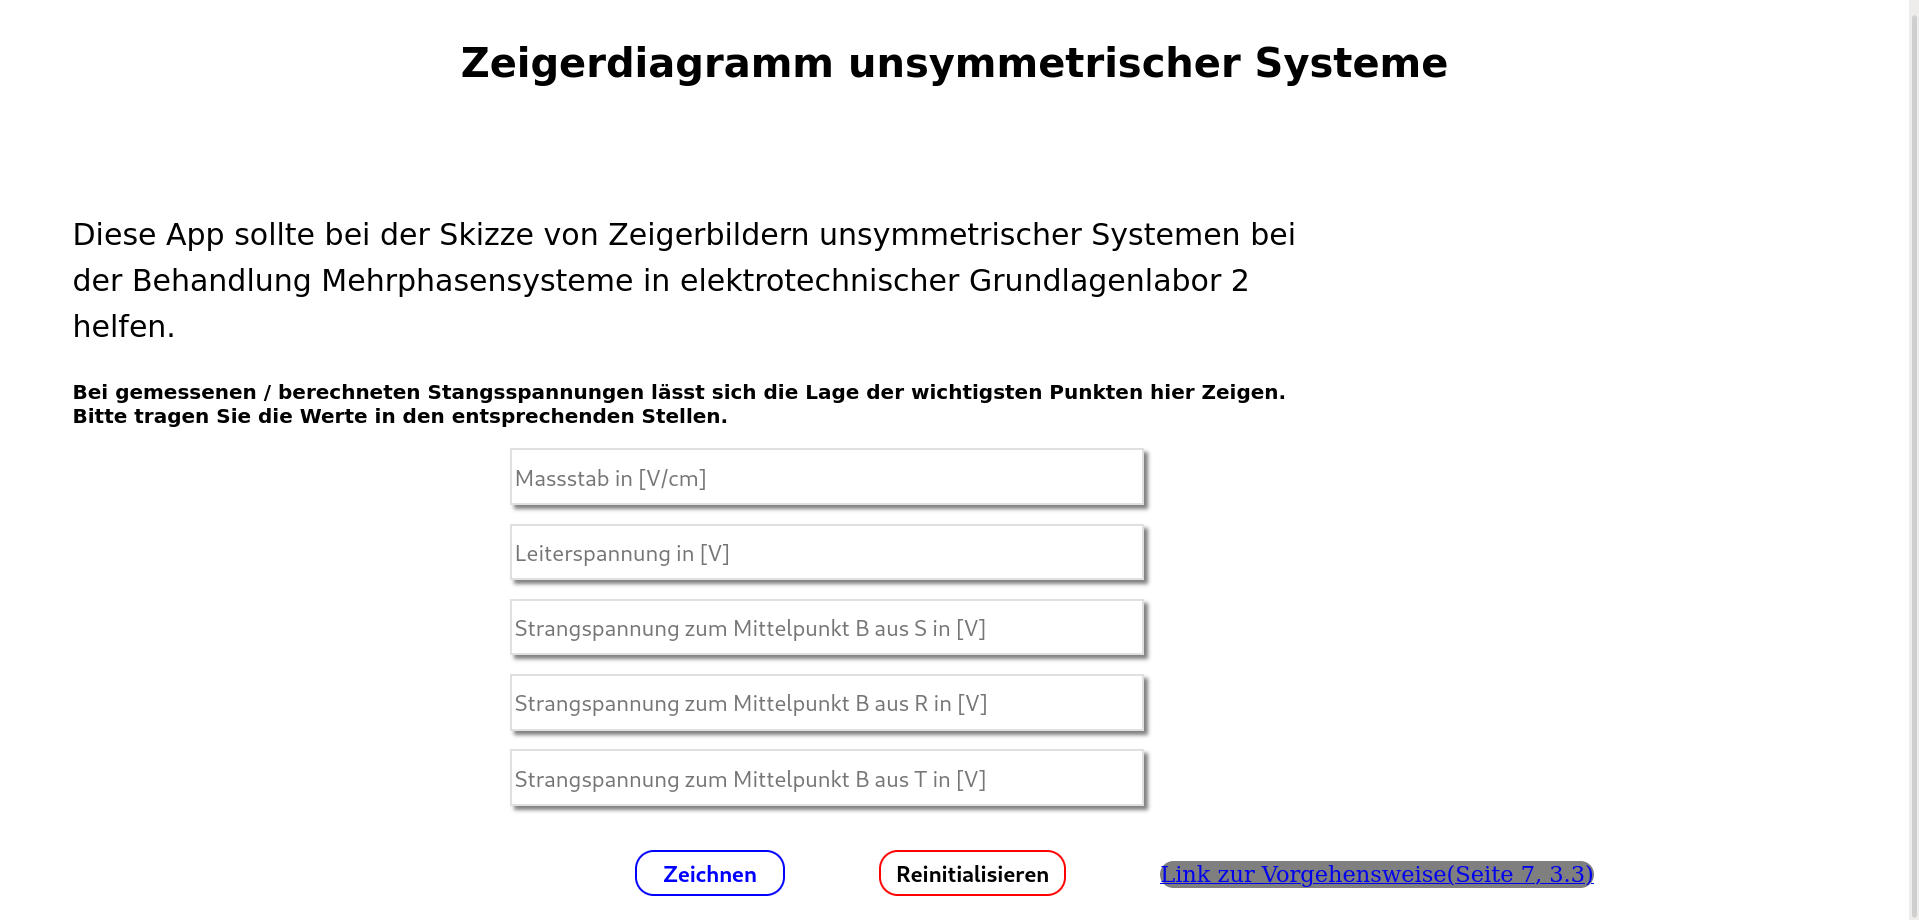 Zeigerdiagramm unsymmetrischer Systeme
Diese App sollte bei der Skizze von Zeigerbildern unsymmetrischer Systemen bei
der Behandlung Mehrphasensysteme in elektrotechnischer Grundlagenlabor 2
helfen.
Bei gemessenen / berechneten Stangsspannungen lässt sich die Lage der wichtigsten Punkten hier Zeigen.
Bitte tragen Sie die Werte in den entsprechenden Stellen.
Massstab in [V/cm]
Leiterspannung in [V]
Strangspannung zum Mittelpunkt B aus S in [V]
Strangspannung zum Mittelpunkt B aus R in [V]
Strangspannung zum Mittelpunkt B aus T in [V]
Zeichnen Reinitialisieren Link zur Vorgehensweise(Seite 7, 3.3)